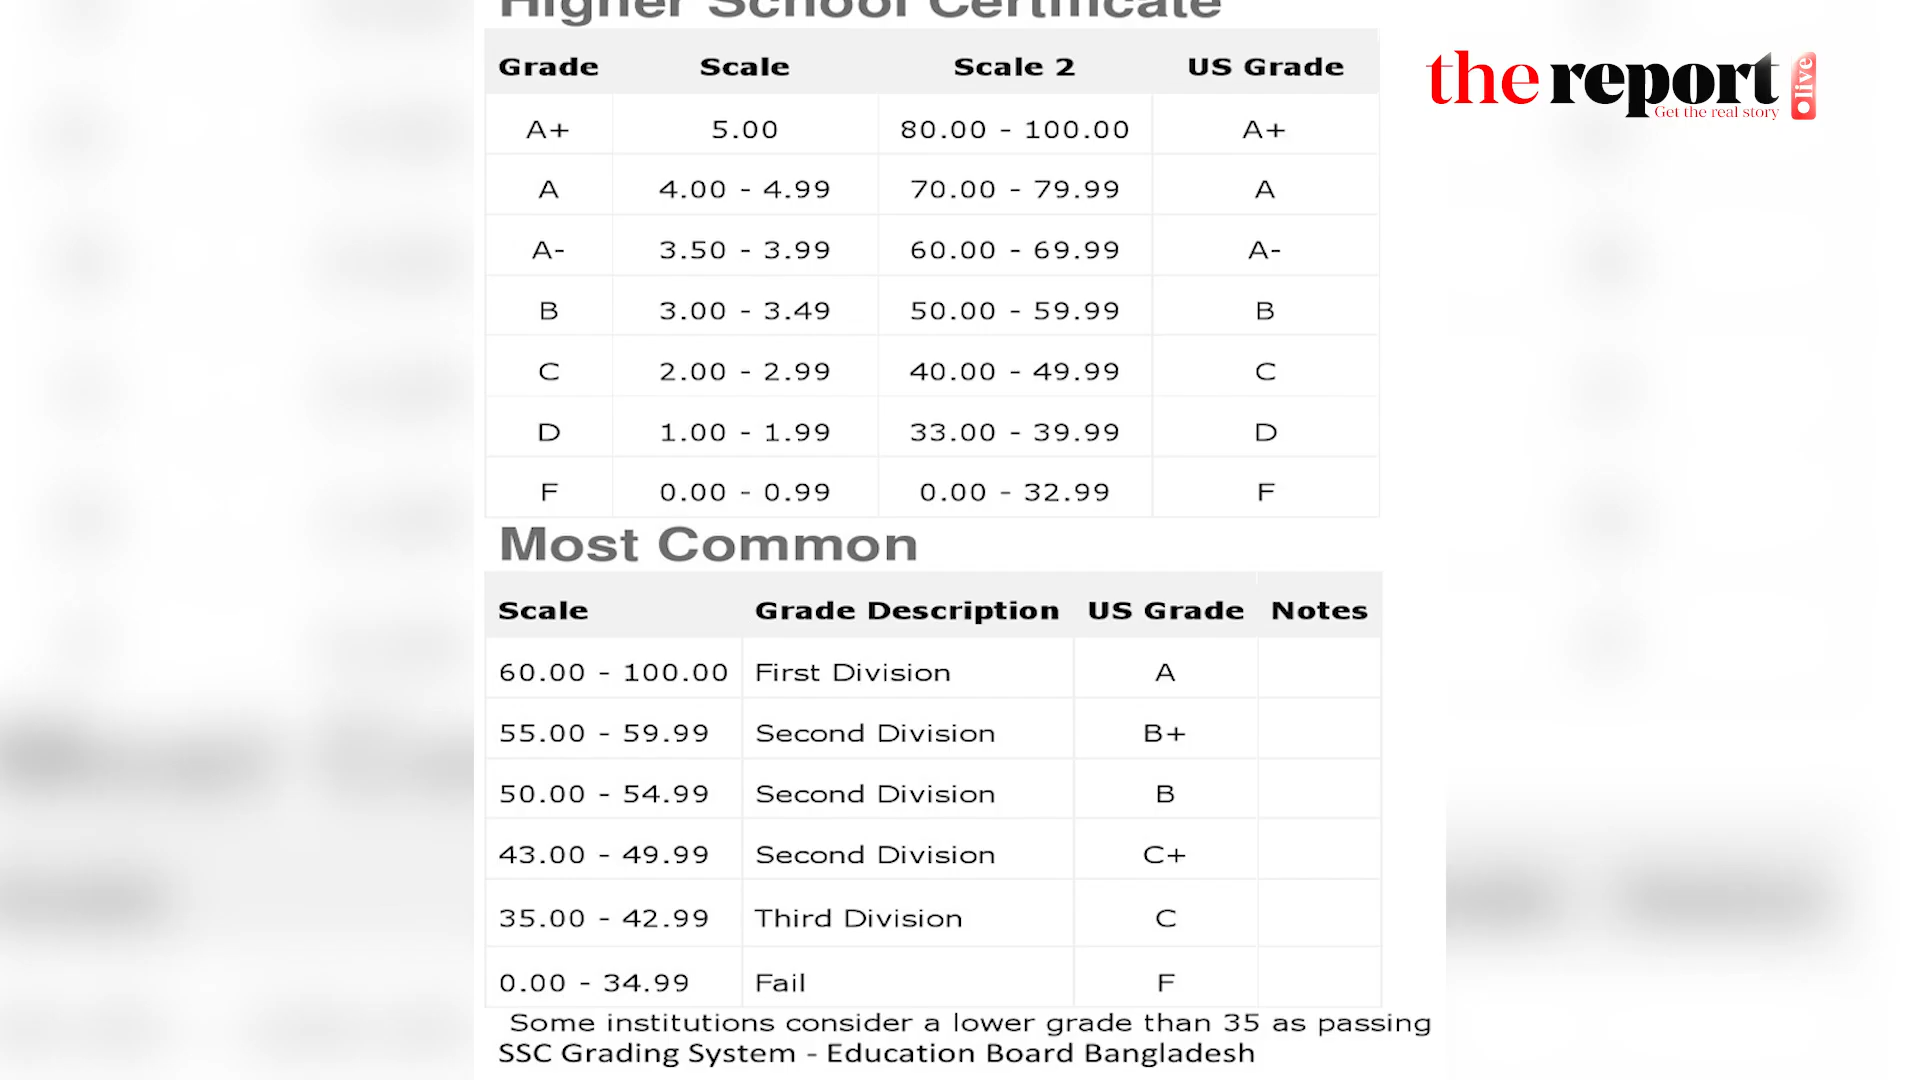 Higher School Certificate
Grade Scale Scale 2 US Grade
A+ 5.00 80.00 - 100.00 A+
A 4.00 - 4.99 70.00 - 79.99 A
A- 3.50 - 3.99 60.00 - 69.99 A-
B 3.00 - 3.49 50.00 - 59.99 B
C 2.00 - 2.99 40.00 - 49.99 C
D 1.00 - 1.99 33.00 - 39.99 D
F 0.00 - 0.99 0.00 - 32.99 F
Most Common
Scale Grade Description US Grade Notes
60.00 - 100.00 First Division A
55.00 - 59.99 Second Division B+
50.00 - 54.99 Second Division B
43.00 - 49.99 Second Division C+
35.00 - 42.99 Third Division C
0.00 - 34.99 Fail F
Some institutions consider a lower grade than 35 as passing
SSC Grading System - Education Board Bangladesh
the report live
Get the real story